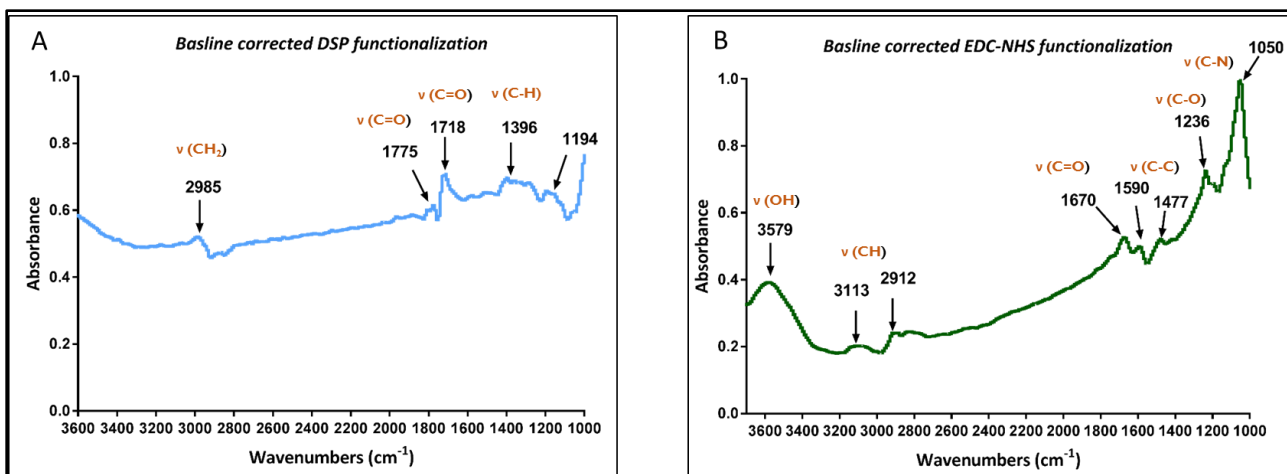 A
Basline corrected DSP functionalization
ν (C=O)
ν (C-H)
1718
1396
ν (C=O)
1194
1775
ν (CH₂)
2985
Absorbance
1.0
0.8
0.6
0.4
0.2
0.0
3600 3400 3200 3000 2800 2600 2400 2200 2000 1800 1600 1400 1200 1000
Wavenumbers (cm⁻¹)
B
Basline corrected EDC-NHS functionalization
1050
ν (C-N)
ν (C-O)
1236
ν (C=O)
ν (C-C)
1670
1590
1477
ν (OH)
3579
ν (CH)
3113
2912
Absorbance
1.0
0.8
0.6
0.4
0.2
0.0
3600 3400 3200 3000 2800 2600 2400 2200 2000 1800 1600 1400 1200 1000
Wavenumbers (cm⁻¹)